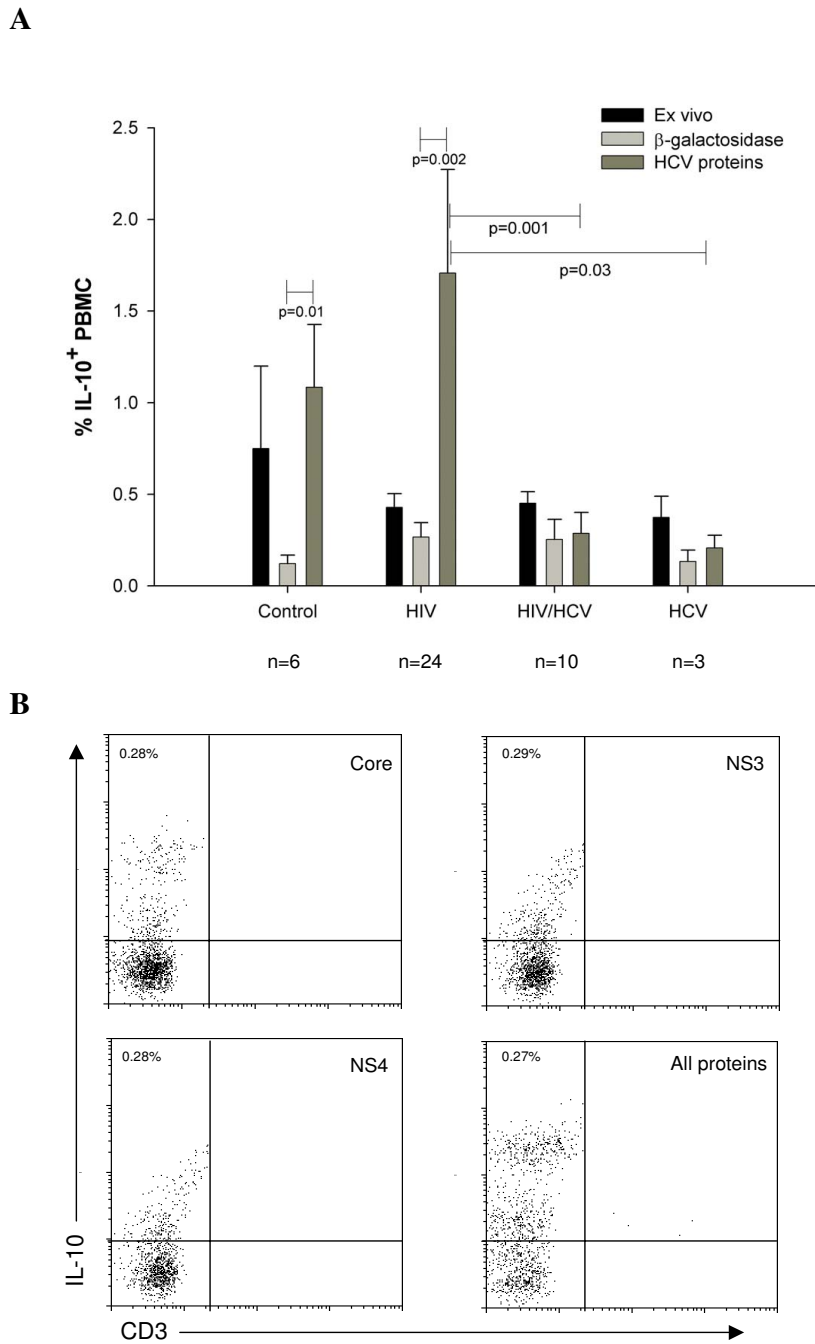 A
Ex vivo
β-galactosidase
HCV proteins
2.5
2.0
1.5
1.0
0.5
0.0
% IL-10+ PBMC
p=0.01
p=0.002
p=0.001
p=0.03
Control
HIV
HIV/HCV
HCV
n=6
n=24
n=10
n=3
B
0.28%
Core
0.29%
NS3
0.28%
NS4
0.27%
All proteins
IL-10
CD3